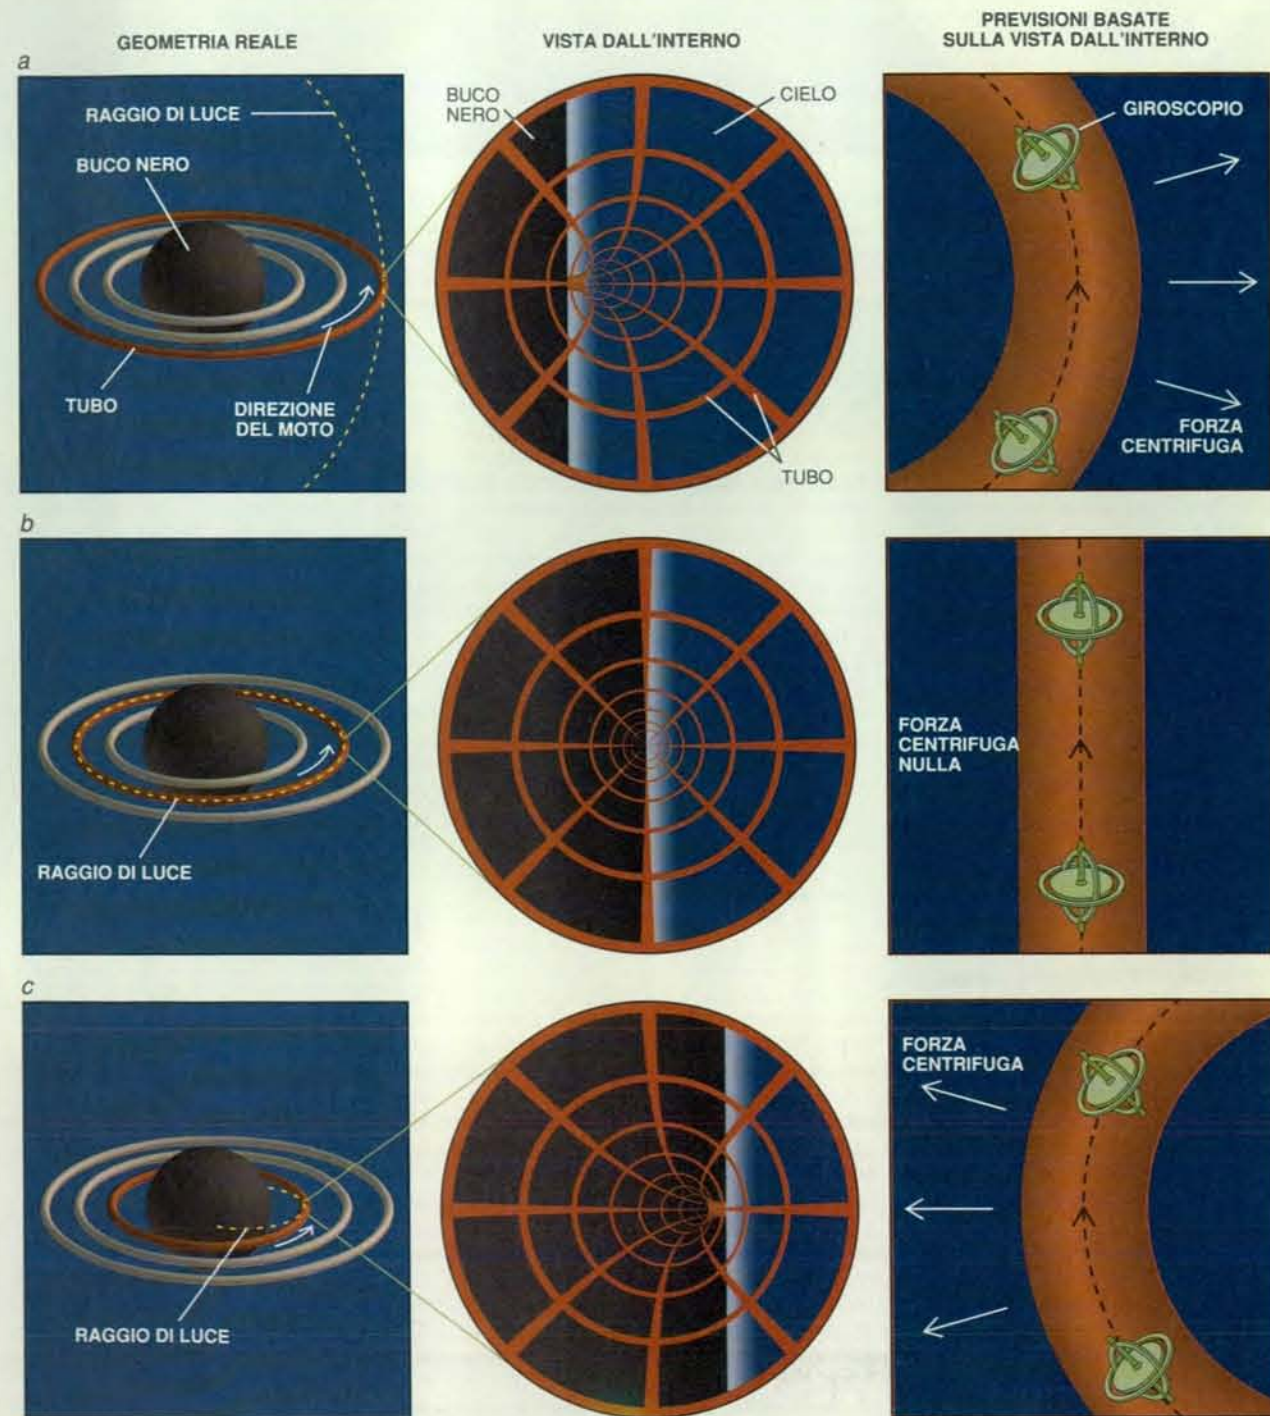 GEOMETRIA REALE
VISTA DALL'INTERNO
PREVISIONI BASATE
SULLA VISTA DALL'INTERNO
a
RAGGIO DI LUCE
BUCO NERO
TUBO
DIREZIONE
DEL MOTO
BUCO
NERO
CIELO
TUBO
GIROSCOPIO
FORZA
CENTRIFUGA
b
RAGGIO DI LUCE
FORZA
CENTRIFUGA
NULLA
c
RAGGIO DI LUCE
FORZA
CENTRIFUGA